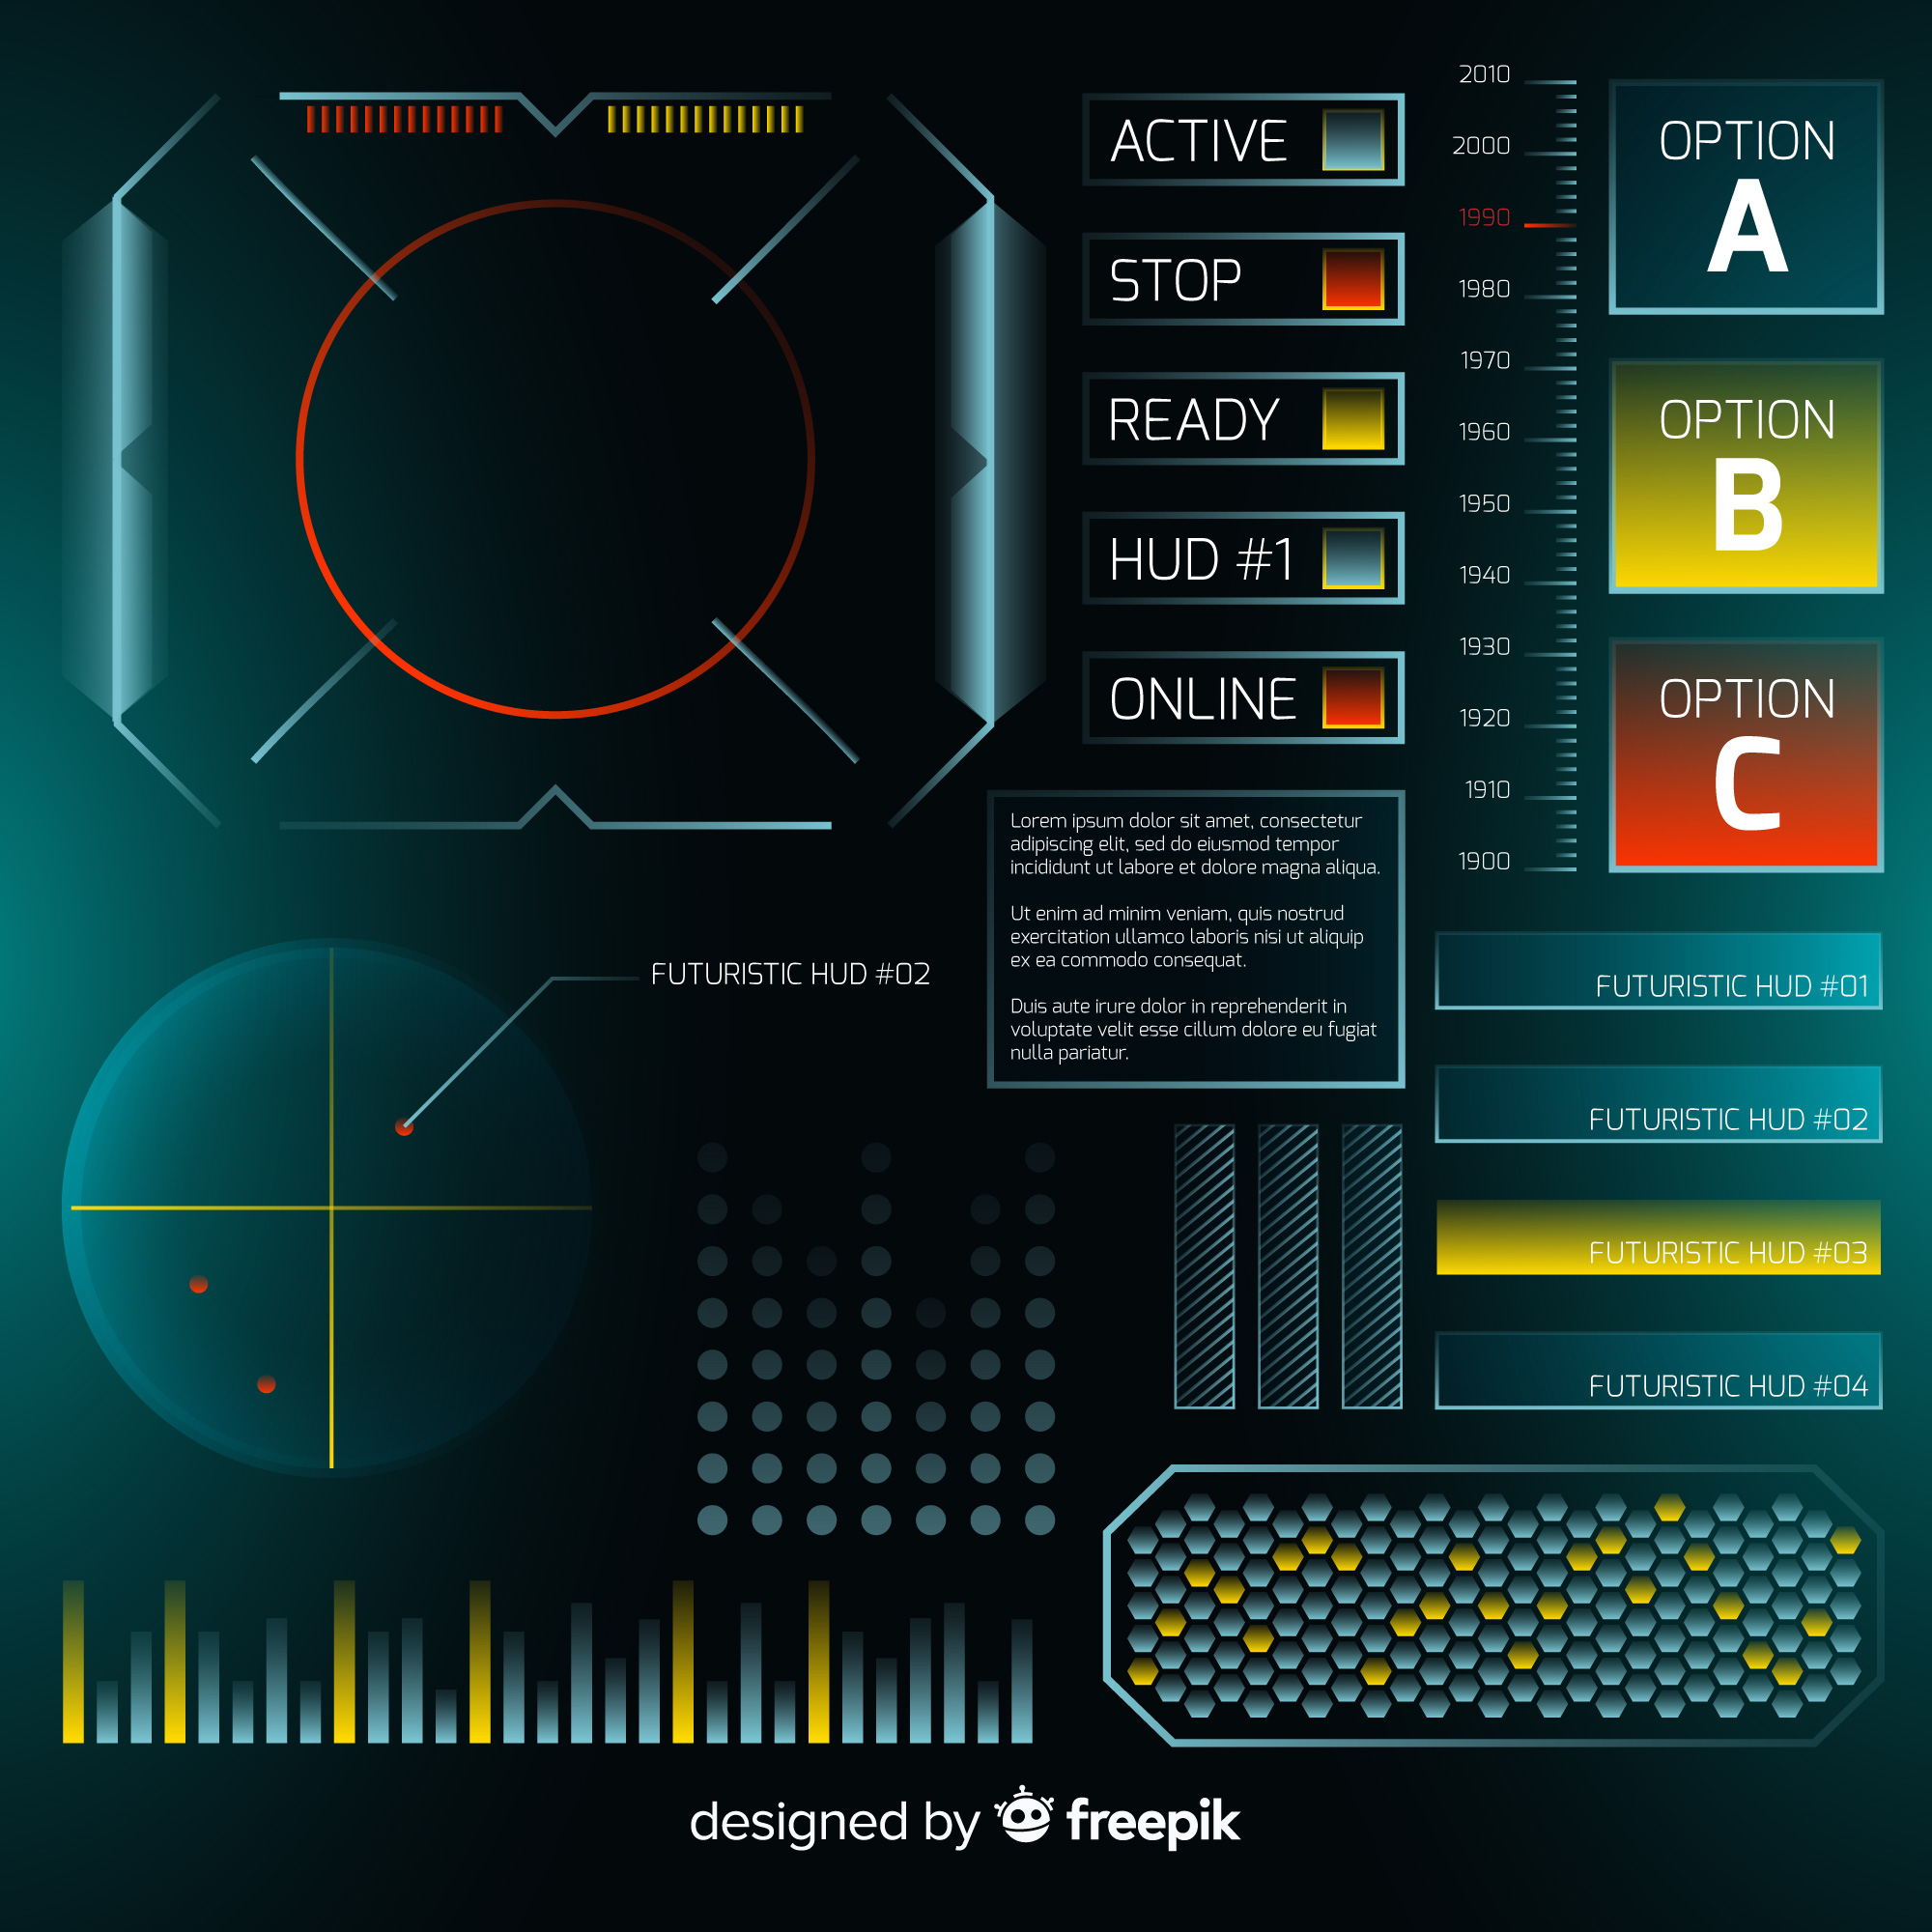 ACTIVE
STOP
READY
HUD #1
ONLINE
2010
2000
1990
1980
1970
1960
1950
1940
1930
1920
1910
1900
OPTION
A
OPTION
B
OPTION
C
Lorem ipsum dolor sit amet, consectetur
adipiscing elit, sed do eiusmod tempor
incididunt ut labore et dolore magna aliqua.
Ut enim ad minim veniam, quis nostrud
exercitation ullamco laboris nisi ut aliquip
ex ea commodo consequat.
Duis aute irure dolor in reprehenderit in
voluptate velit esse cillum dolore eu fugiat
nulla pariatur.
FUTURISTIC HUD #02
FUTURISTIC HUD #01
FUTURISTIC HUD #02
FUTURISTIC HUD #03
FUTURISTIC HUD #04
designed by freepik